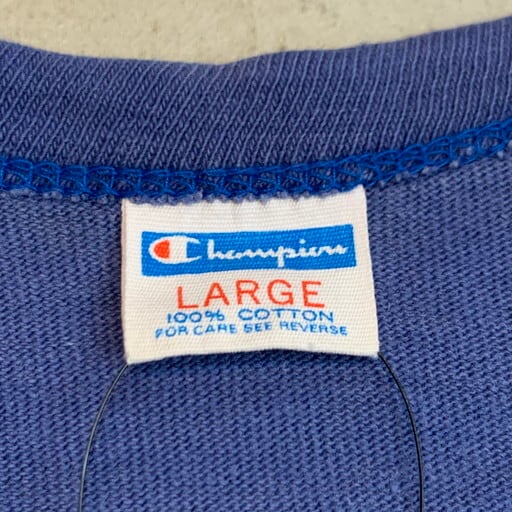 Champion
LARGE
100% COTTON
FOR CARE SEE REVERSE